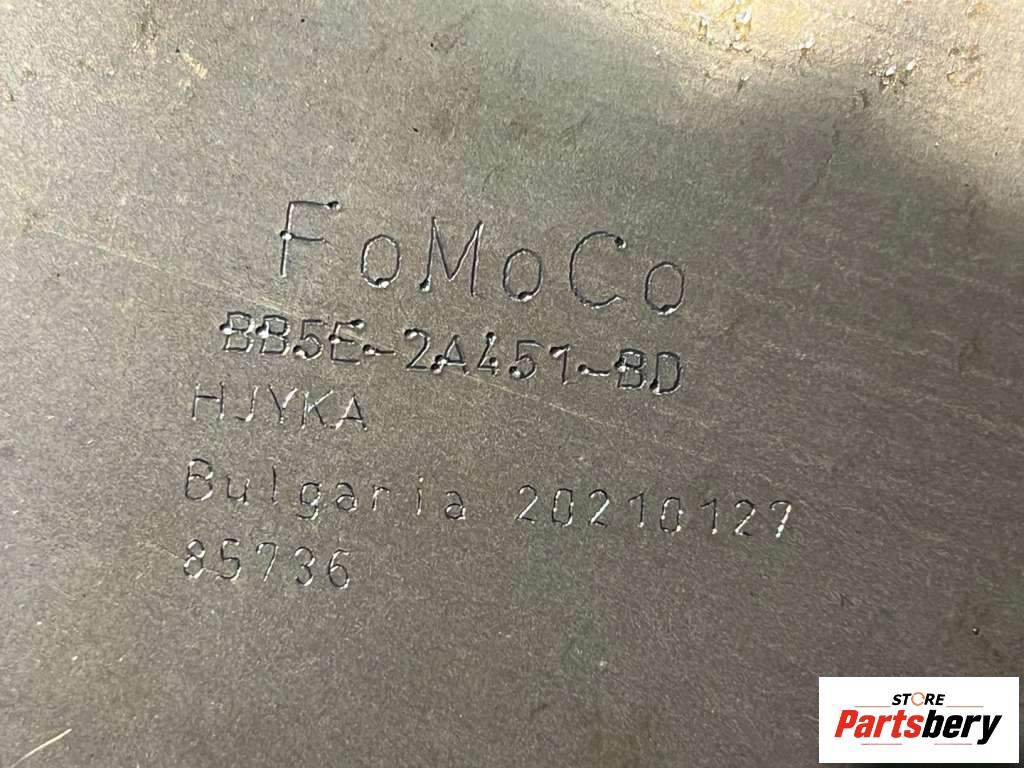 FoMoCo
BB5E-2A451-BD
HJYKA
Bulgaria 20210127
85736
STORE
Partsbery